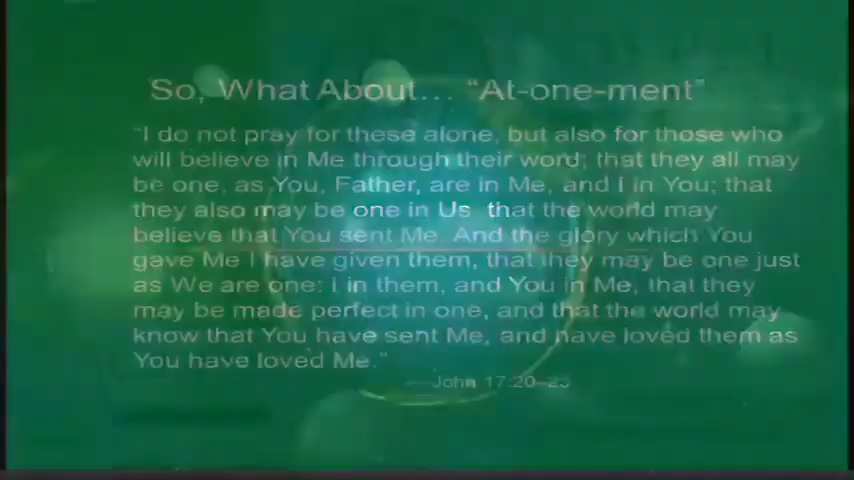 So, What About... "At-one-ment"
"I do not pray for these alone, but also for those who
will believe in Me through their word; that they all may
be one, as You, Father, are in Me, and I in You; that
they also may be one in Us that the world may
believe that You sent Me And the glory which You
gave Me I have given them, that they may be one just
as We are one: I in them, and You in Me, that they
may be made perfect in one, and that the world may
know that You have sent Me, and have loved them as
You have loved Me."
—John 17:20–23